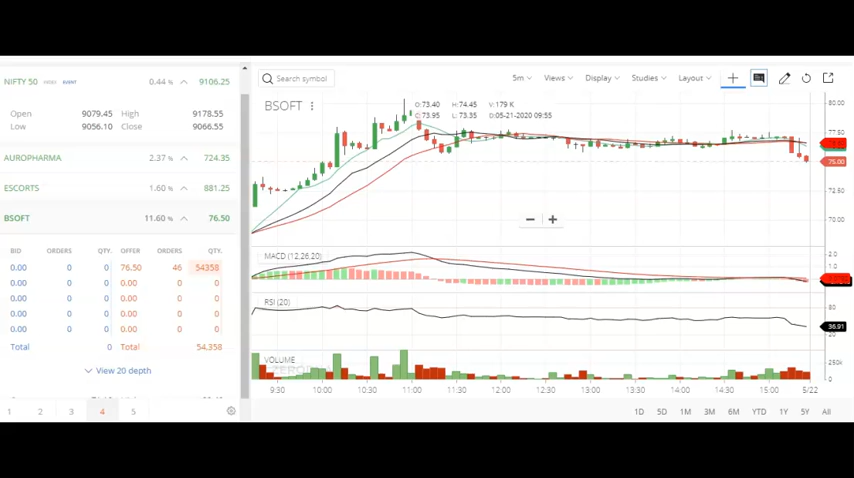 NIFTY 50 INDEX EVENT 0.44 % 9106.25
Open 9079.45 High 9178.55
Low 9056.10 Close 9066.55
AUROPHARMA 2.37 % 724.35
ESCORTS 1.60 % 881.25
BSOFT 11.60 % 76.50
BID ORDERS QTY. OFFER ORDERS QTY.
0.00 0 0 76.50 46 54358
0.00 0 0 0.00 0 0
0.00 0 0 0.00 0 0
0.00 0 0 0.00 0 0
0.00 0 0 0.00 0 0
Total 0 Total 54,358
View 20 depth
1 2 3 4 5
Search symbol 5m Views Display Studies Layout
BSOFT
O: 73.40 H: 74.45 V: 179 K
C: 73.95 L: 73.35 O:05-21-2020 09:55
80.00
77.50
75.00
72.50
70.00
MACD (12,26,20)
2.0
1.0
RSI (20)
80
36.91
20
VOLUME
250k
9:30 10:00 10:30 11:00 11:30 12:00 12:30 13:00 13:30 14:00 14:30 15:00 5/22
1D 5D 1M 3M 6M YTD 1Y 5Y All